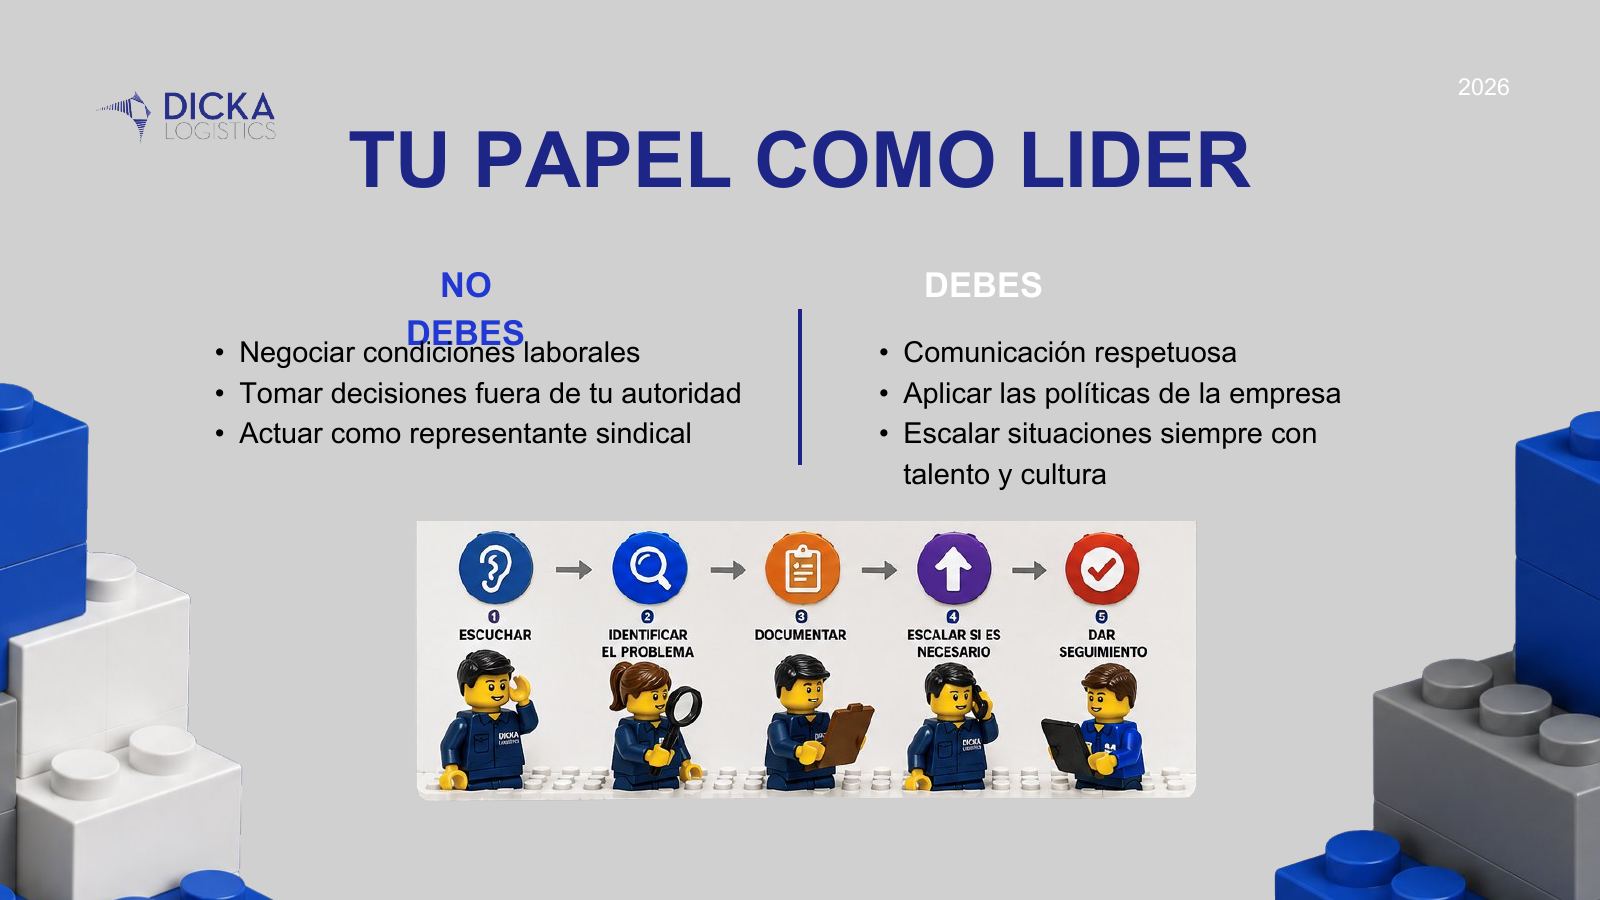 2026
DICKA
LOGISTICS
TU PAPEL COMO LIDER
NO
DEBES
• Negociar condiciones laborales
• Tomar decisiones fuera de tu autoridad
• Actuar como representante sindical
DEBES
• Comunicación respetuosa
• Aplicar las políticas de la empresa
• Escalar situaciones siempre con
talento y cultura
1
ESCUCHAR
2
IDENTIFICAR
EL PROBLEMA
3
DOCUMENTAR
4
ESCALAR SI ES
NECESARIO
5
DAR
SEGUIMIENTO
DICKA
LOGISTICS
DICKA
LOGISTICS